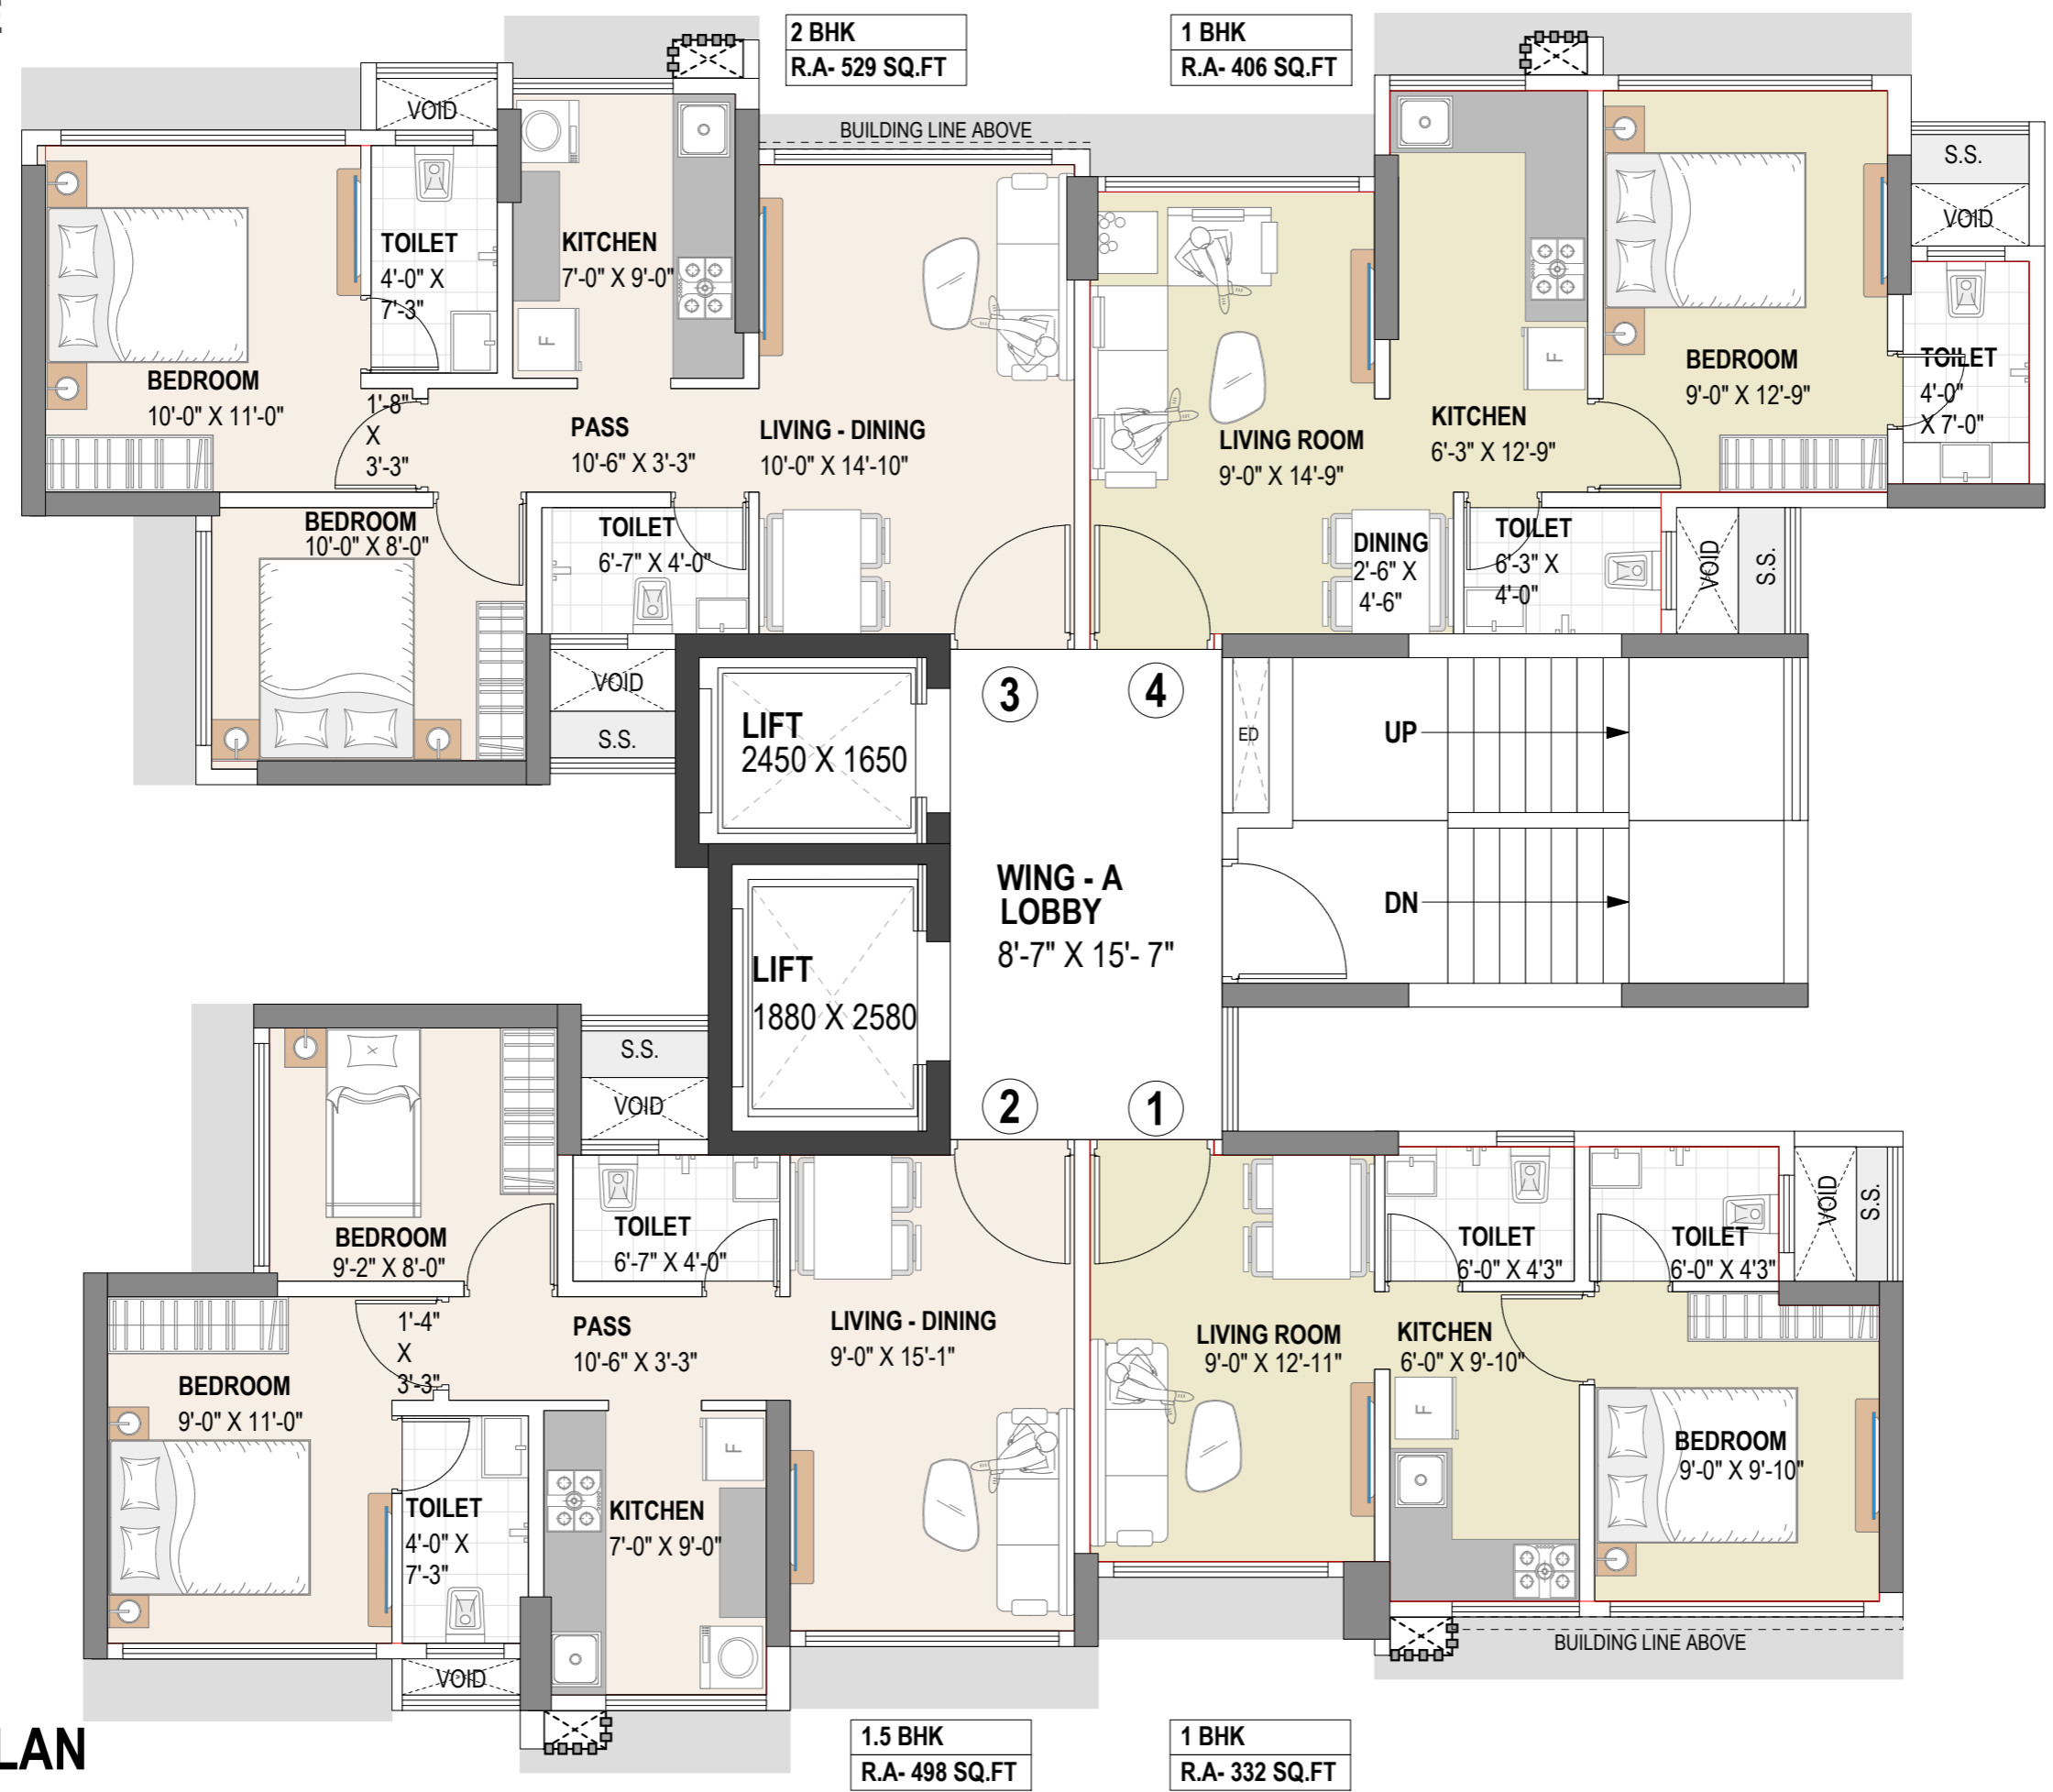 2 BHK
R.A- 529 SQ.FT
1 BHK
R.A- 406 SQ.FT
VOID
BUILDING LINE ABOVE
S.S.
VOID
TOILET
4'-0" X
7'-3"
KITCHEN
7'-0" X 9'-0"
F
BEDROOM
10'-0" X 11'-0"
1'-8"
X
3'-3"
PASS
10'-6" X 3'-3"
LIVING - DINING
10'-0" X 14'-10"
LIVING ROOM
9'-0" X 14'-9"
KITCHEN
6'-3" X 12'-9"
F
BEDROOM
9'-0" X 12'-9"
TOILET
4'-0"
X 7'-0"
BEDROOM
10'-0" X 8'-0"
TOILET
6'-7" X 4'-0"
DINING
2'-6" X
4'-6"
TOILET
6'-3" X
4'-0"
VOID
S.S.
VOID
S.S.
LIFT
2450 X 1650
3
4
ED
UP
WING - A
LOBBY
8'-7" X 15'- 7"
DN
LIFT
1880 X 2580
S.S.
VOID
2
1
BEDROOM
9'-2" X 8'-0"
TOILET
6'-7" X 4'-0"
TOILET
6'-0" X 4'3"
TOILET
6'-0" X 4'3"
VOID
S.S.
1'-4"
X
3'-3"
PASS
10'-6" X 3'-3"
LIVING - DINING
9'-0" X 15'-1"
LIVING ROOM
9'-0" X 12'-11"
KITCHEN
6'-0" X 9'-10"
F
BEDROOM
9'-0" X 11'-0"
F
BEDROOM
9'-0" X 9'-10"
TOILET
4'-0" X
7'-3"
KITCHEN
7'-0" X 9'-0"
VOID
BUILDING LINE ABOVE
LAN
1.5 BHK
R.A- 498 SQ.FT
1 BHK
R.A- 332 SQ.FT